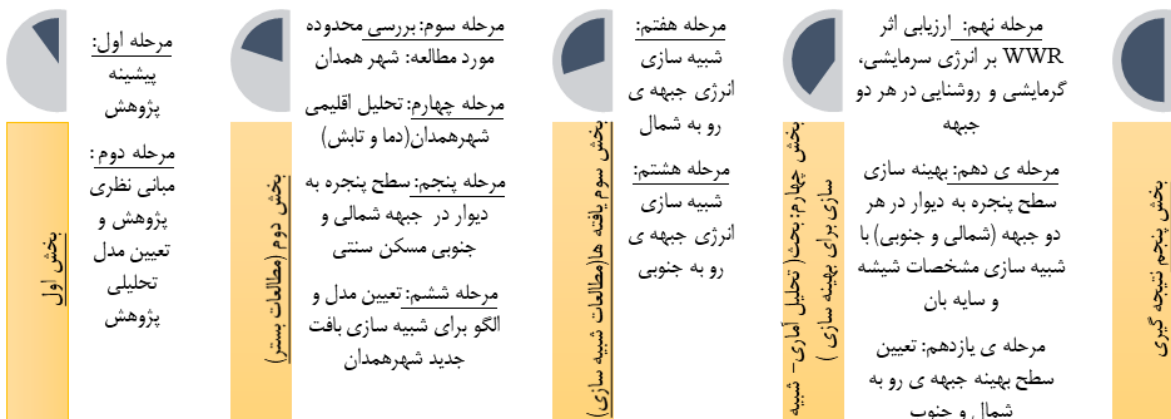 بخش اول
مرحله اول:
پیشینه
پژوهش
مرحله دوم:
مبانی نظری
پژوهش و
تعیین مدل
تحلیلی
پژوهش
بخش دوم (مطالعات بستر)
مرحله سوم: بررسی محدوده
مورد مطالعه: شهر همدان
مرحله چهارم: تحلیل اقلیمی
شهرهمدان(دما و تابش)
مرحله پنجم: سطح پنجره به
دیوار در جبهه شمالی و
جنوبی مسکن سنتی
مرحله ششم: تعیین مدل و
الگو برای شبیه سازی بافت
جدید شهرهمدان
بخش سوم یافته ها(مطالعات شبیه سازی)
مرحله هفتم:
شبیه سازی
انرژی جبهه ی
رو به شمال
مرحله هشتم:
شبیه سازی
انرژی جبهه ی
رو به جنوبی
بخش چهارم: بحث( تحلیل آماری- شبیه
سازی برای بهینه سازی )
مرحله نهم: ارزیابی اثر
WWR بر انرژی سرمایشی،
گرمایشی و روشنایی در هر دو
جبهه
مرحله ی دهم: بهینه سازی
سطح پنجره به دیوار در هر
دو جبهه (شمالی و جنوبی) با
شبیه سازی مشخصات شیشه
و سایه بان
مرحله ی یازدهم: تعیین
سطح بهینه جبهه ی رو به
شمال و جنوب
بخش پنجم نتیجه گیری